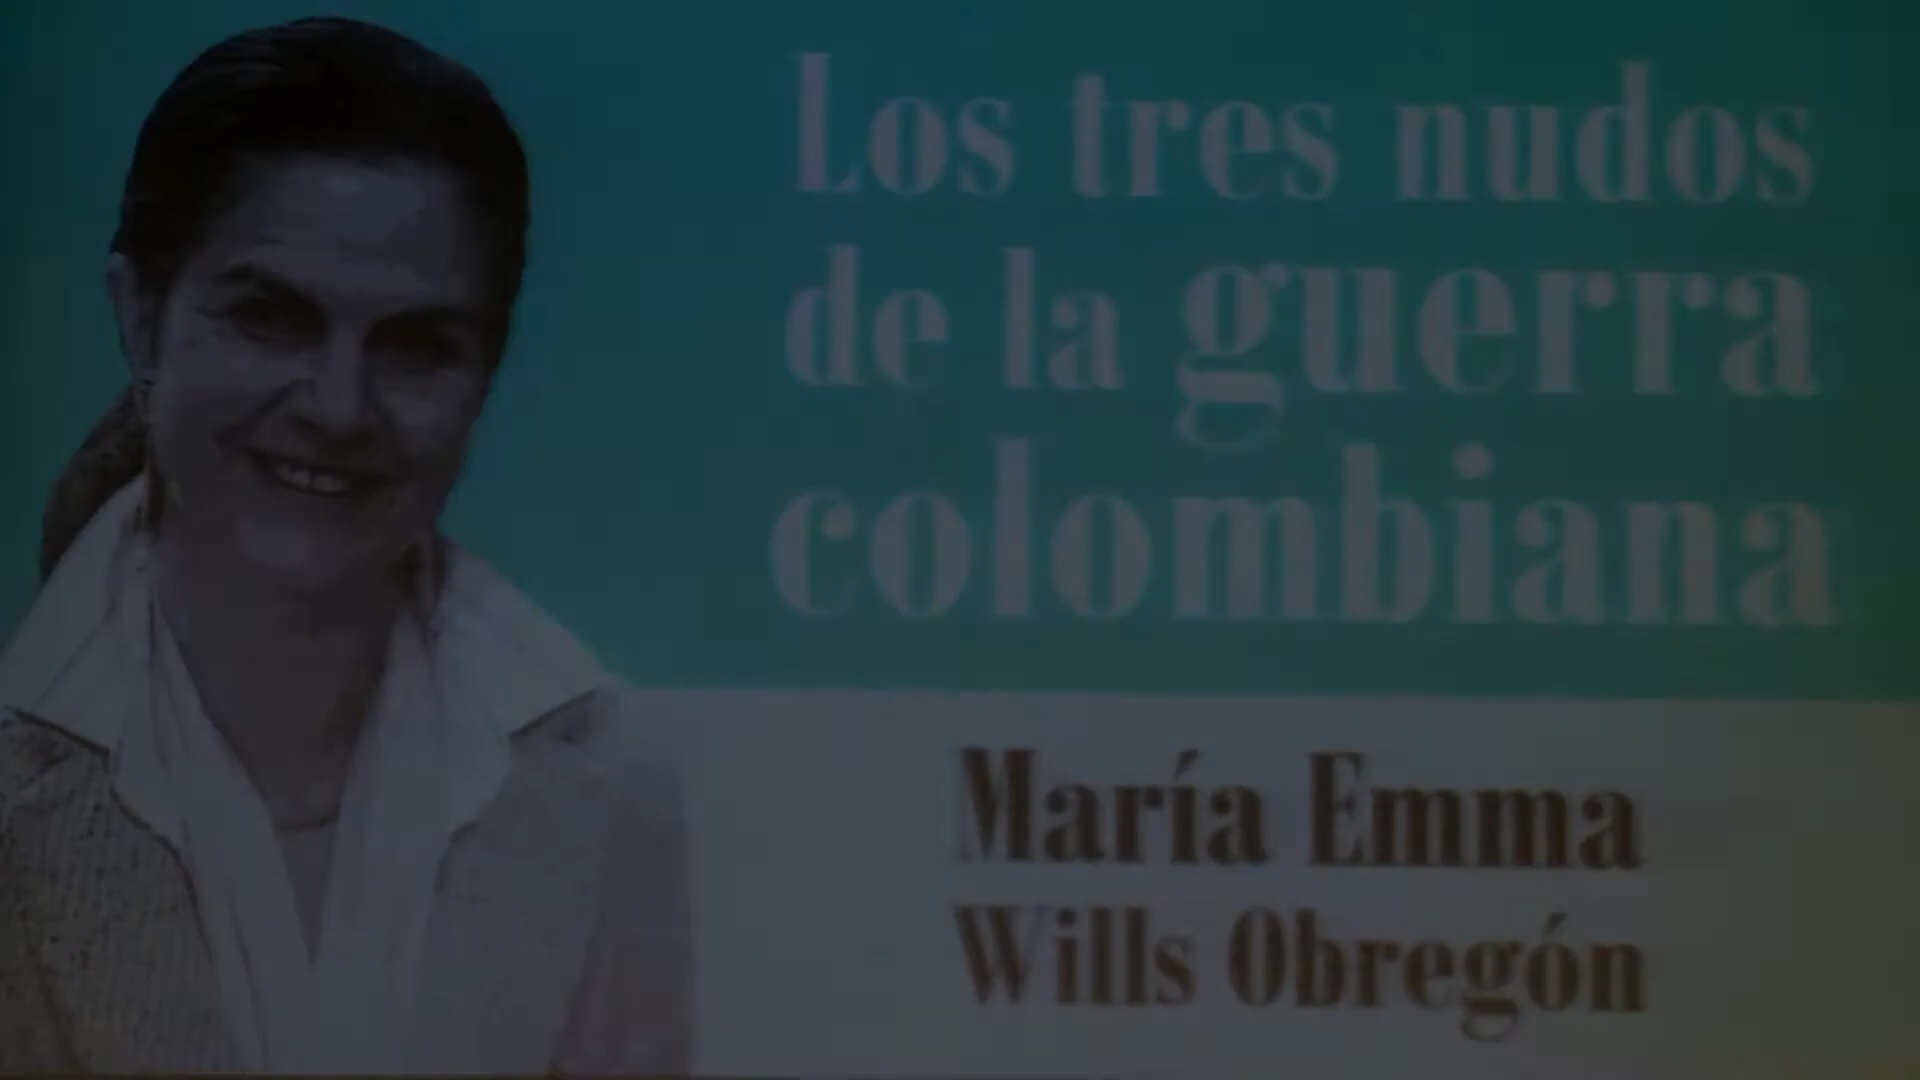 Los tres nudos
de la guerra
colombiana
María Emma
Wills Obregón